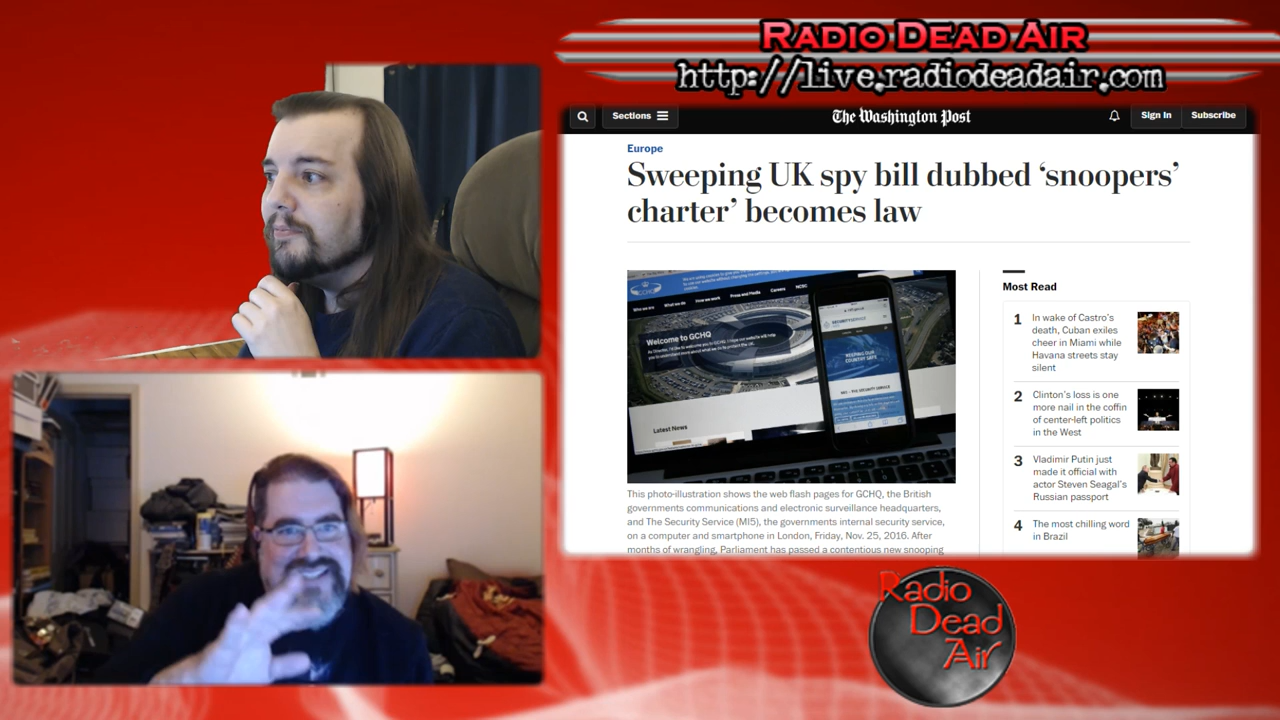 Radio Dead Air
http://live.radiodeadair.com
Sections
The Washington Post
Sign In
Subscribe
Europe
Sweeping UK spy bill dubbed ‘snoopers’
charter’ becomes law
Welcome to GCHQ
Latest News
This photo-illustration shows the web flash pages for GCHQ, the British
governments communications and electronic surveillance headquarters,
and The Security Service (MI5), the governments internal security service,
on a computer and smartphone in London, Friday, Nov. 25, 2016. After
months of wrangling, Parliament has passed a contentious new snooping
Most Read
1 In wake of Castro's
death, Cuban exiles
cheer in Miami while
Havana streets stay
silent
2 Clinton's loss is one
more nail in the coffin
of center-left politics
in the West
3 Vladimir Putin just
made it official with
actor Steven Seagal's
Russian passport
4 The most chilling word
in Brazil
Radio
Dead
Air